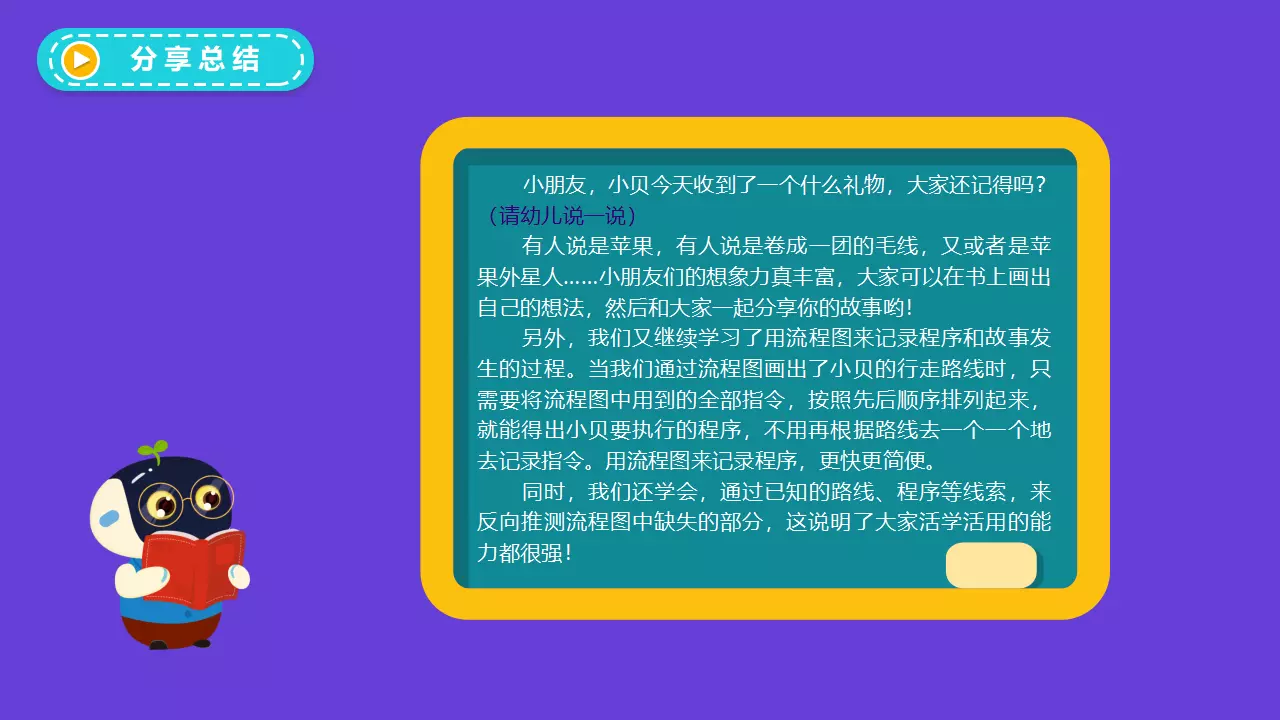 分享总结
小朋友，小贝今天收到了一个什么礼物，大家还记得吗？
（请幼儿说一说）
有人说是苹果，有人说是卷成一团的毛线，又或者是苹
果外星人……小朋友们的想象力真丰富，大家可以在书上画出
自己的想法，然后和大家一起分享你的故事哟！
另外，我们又继续学习了用流程图来记录程序和故事发
生的过程。当我们通过流程图画出了小贝的行走路线时，只
需要将流程图中用到的全部指令，按照先后顺序排列起来，
就能得出小贝要执行的程序，不用再根据路线去一个一个地
去记录指令。用流程图来记录程序，更快更简便。
同时，我们还学会，通过已知的路线、程序等线索，来
反向推测流程图中缺失的部分，这说明了大家活学活用的能
力都很强！